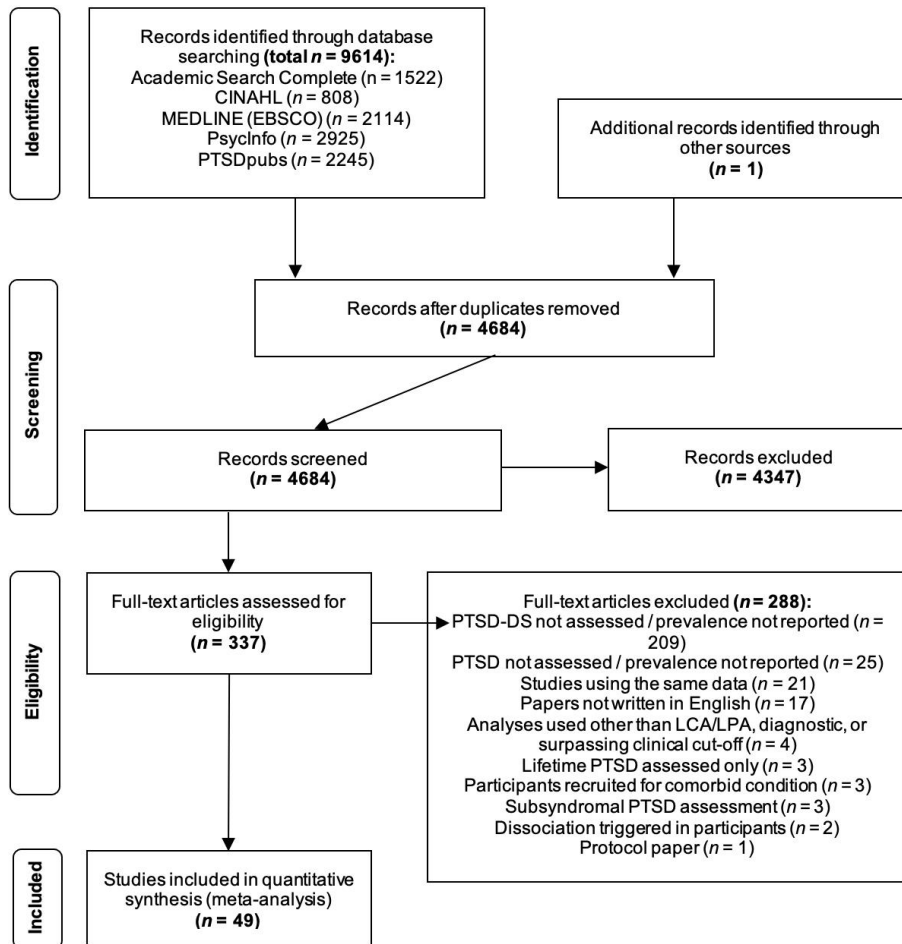 Identification
Records identified through database
searching (total n = 9614):
Academic Search Complete (n = 1522)
CINAHL (n = 808)
MEDLINE (EBSCO) (n = 2114)
PsycInfo (n = 2925)
PTSDpubs (n = 2245)
Additional records identified through
other sources
(n = 1)
Screening
Records after duplicates removed
(n = 4684)
Records screened
(n = 4684)
Records excluded
(n = 4347)
Eligibility
Full-text articles assessed for
eligibility
(n = 337)
Full-text articles excluded (n = 288):
PTSD-DS not assessed / prevalence not reported (n =
209)
PTSD not assessed / prevalence not reported (n = 25)
Studies using the same data (n = 21)
Papers not written in English (n = 17)
Analyses used other than LCA/LPA, diagnostic, or
surpassing clinical cut-off (n = 4)
Lifetime PTSD assessed only (n = 3)
Participants recruited for comorbid condition (n = 3)
Subsyndromal PTSD assessment (n = 3)
Dissociation triggered in participants (n = 2)
Protocol paper (n = 1)
Included
Studies included in quantitative
synthesis (meta-analysis)
(n = 49)